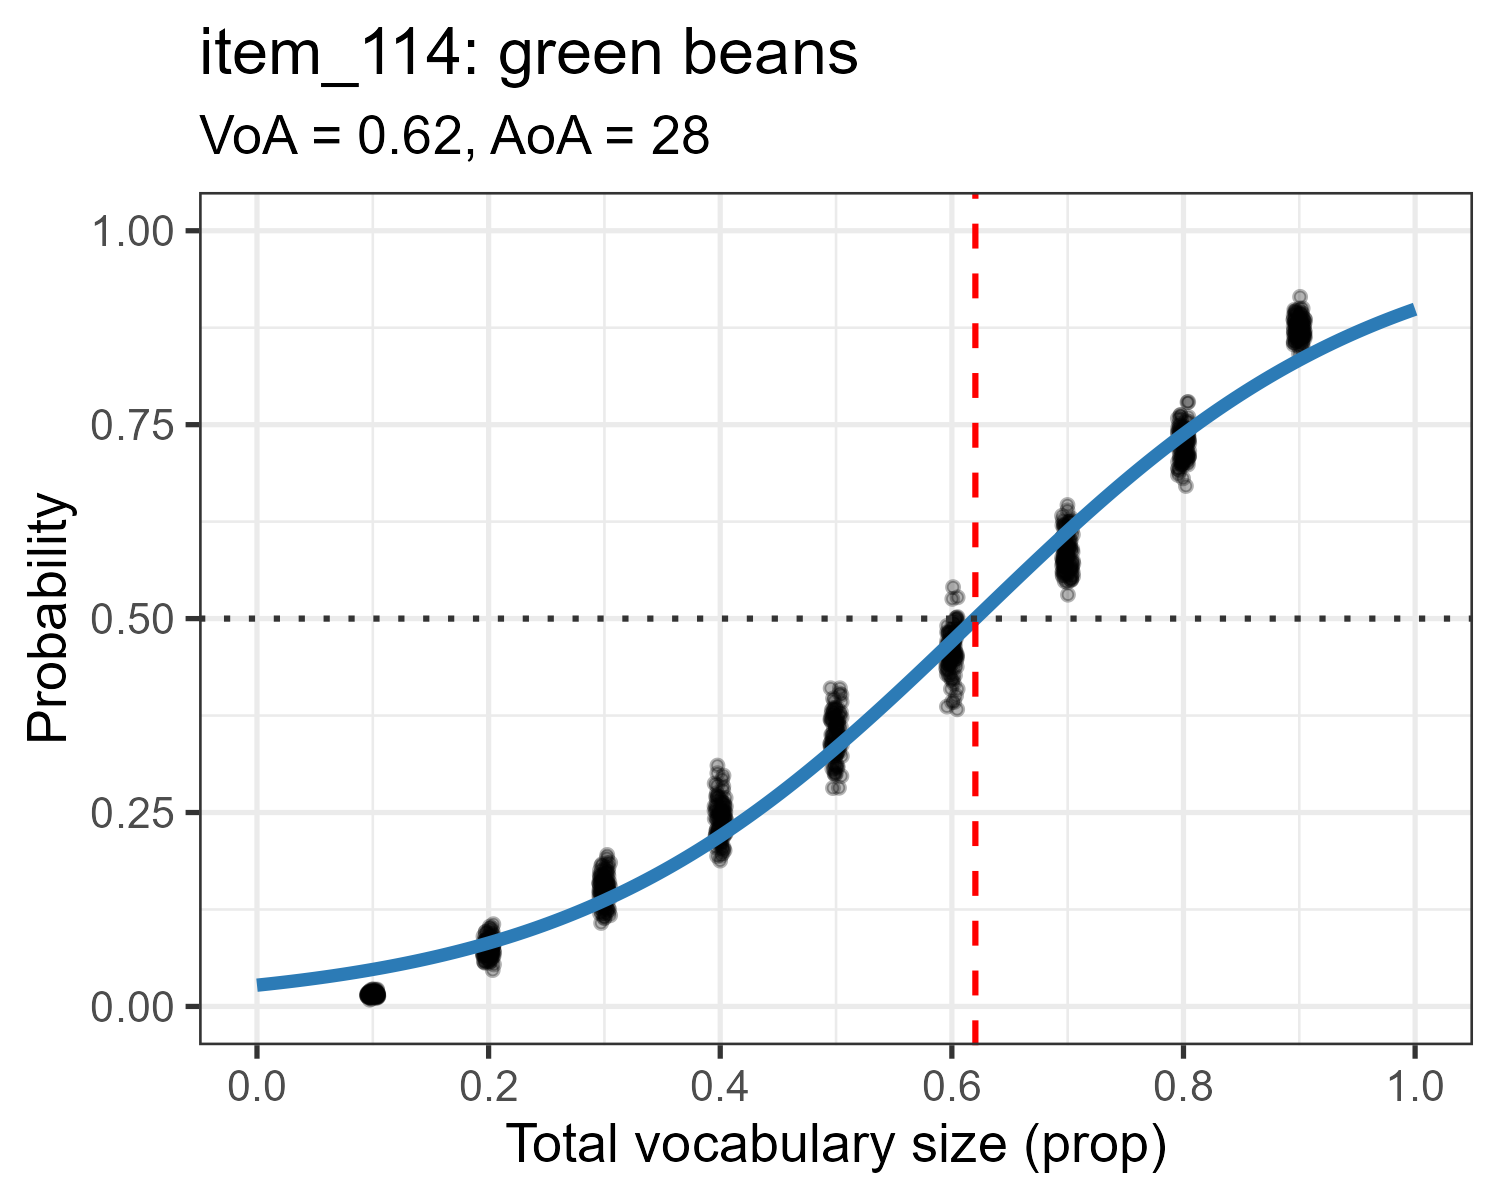 item_114: green beans
VoA = 0.62, AoA = 28
1.00
0.75
0.50
0.25
0.00
Probability
0.0 0.2 0.4 0.6 0.8 1.0
Total vocabulary size (prop)